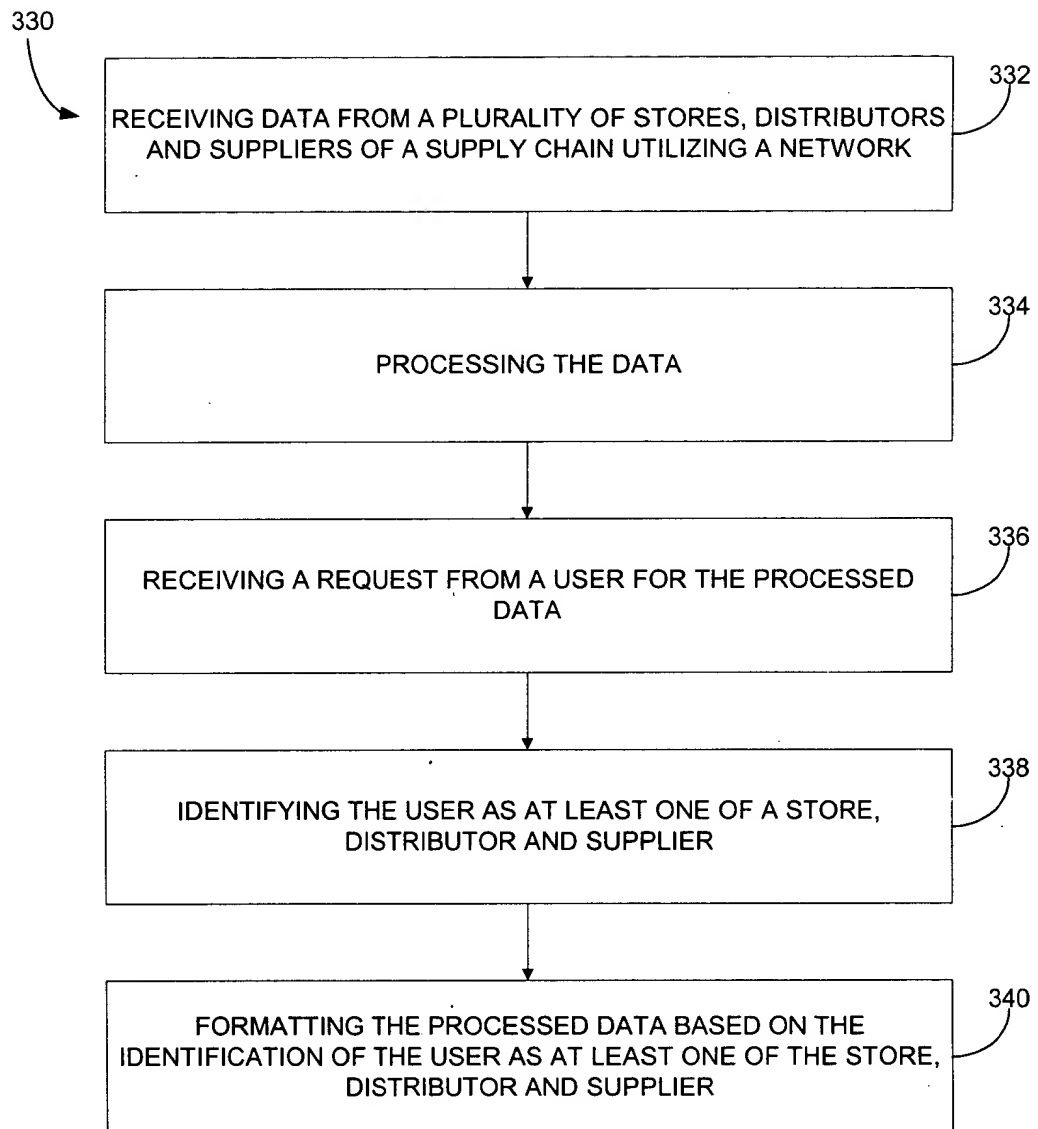 330
332
RECEIVING DATA FROM A PLURALITY OF STORES, DISTRIBUTORS
AND SUPPLIERS OF A SUPPLY CHAIN UTILIZING A NETWORK
334
PROCESSING THE DATA
336
RECEIVING A REQUEST FROM A USER FOR THE PROCESSED
DATA
338
IDENTIFYING THE USER AS AT LEAST ONE OF A STORE,
DISTRIBUTOR AND SUPPLIER
340
FORMATTING THE PROCESSED DATA BASED ON THE
IDENTIFICATION OF THE USER AS AT LEAST ONE OF THE STORE,
DISTRIBUTOR AND SUPPLIER